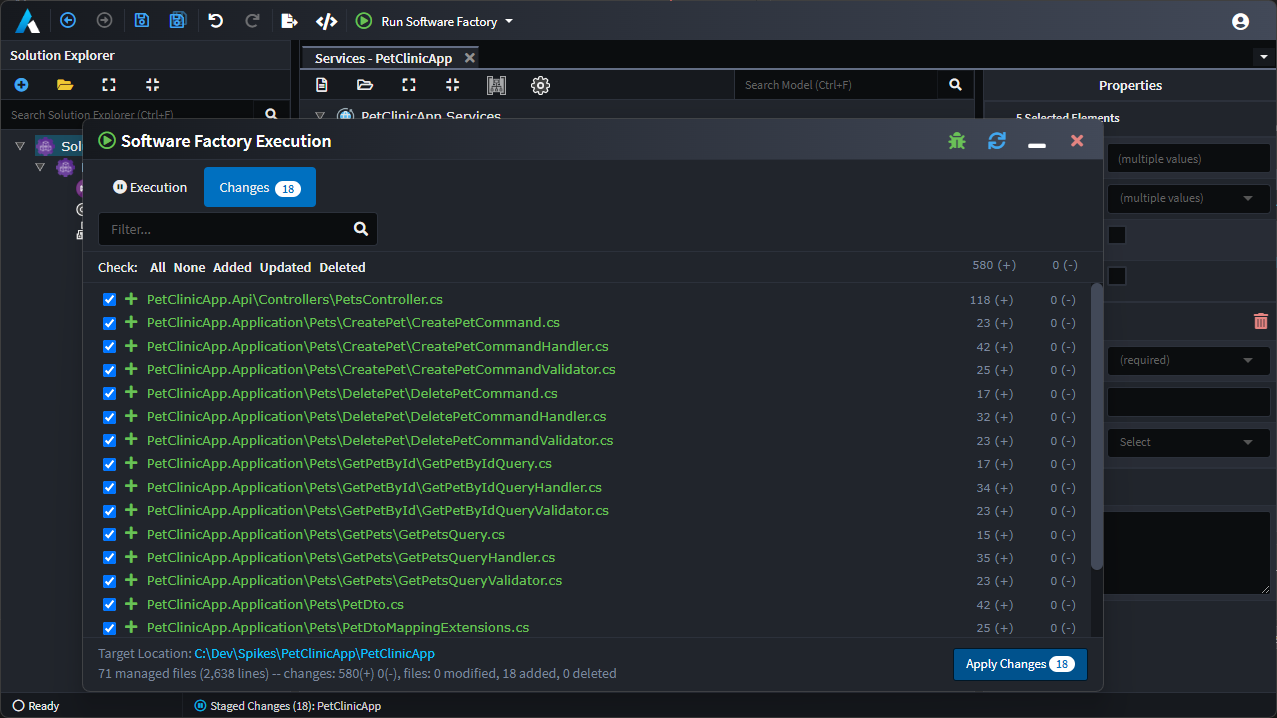 Run Software Factory
Solution Explorer
Services - PetClinicApp
Search Model (Ctrl+F)
Properties
Search Solution Explorer (Ctrl+F)
PetClinicApp.Services
5 Selected Elements
Solu
Software Factory Execution
(multiple values)
Execution
Changes 18
(multiple values)
Filter...
Check: All None Added Updated Deleted 580 (+) 0 (-)
PetClinicApp.Api\Controllers\PetsController.cs 118 (+) 0 (-)
PetClinicApp.Application\Pets\CreatePet\CreatePetCommand.cs 23 (+) 0 (-)
PetClinicApp.Application\Pets\CreatePet\CreatePetCommandHandler.cs 42 (+) 0 (-)
PetClinicApp.Application\Pets\CreatePet\CreatePetCommandValidator.cs 25 (+) 0 (-)
PetClinicApp.Application\Pets\DeletePet\DeletePetCommand.cs 17 (+) 0 (-)
PetClinicApp.Application\Pets\DeletePet\DeletePetCommandHandler.cs 32 (+) 0 (-)
PetClinicApp.Application\Pets\DeletePet\DeletePetCommandValidator.cs 23 (+) 0 (-)
PetClinicApp.Application\Pets\GetPetById\GetPetByIdQuery.cs 17 (+) 0 (-)
PetClinicApp.Application\Pets\GetPetById\GetPetByIdQueryHandler.cs 34 (+) 0 (-)
PetClinicApp.Application\Pets\GetPetById\GetPetByIdQueryValidator.cs 23 (+) 0 (-)
PetClinicApp.Application\Pets\GetPets\GetPetsQuery.cs 15 (+) 0 (-)
PetClinicApp.Application\Pets\GetPets\GetPetsQueryHandler.cs 35 (+) 0 (-)
PetClinicApp.Application\Pets\GetPets\GetPetsQueryValidator.cs 23 (+) 0 (-)
PetClinicApp.Application\Pets\PetDto.cs 42 (+) 0 (-)
PetClinicApp.Application\Pets\PetDtoMappingExtensions.cs 25 (+) 0 (-)
(required)
Select
Target Location: C:\Dev\Spikes\PetClinicApp\PetClinicApp
71 managed files (2,638 lines) -- changes: 580(+) 0(-), files: 0 modified, 18 added, 0 deleted
Apply Changes 18
Ready
Staged Changes (18): PetClinicApp